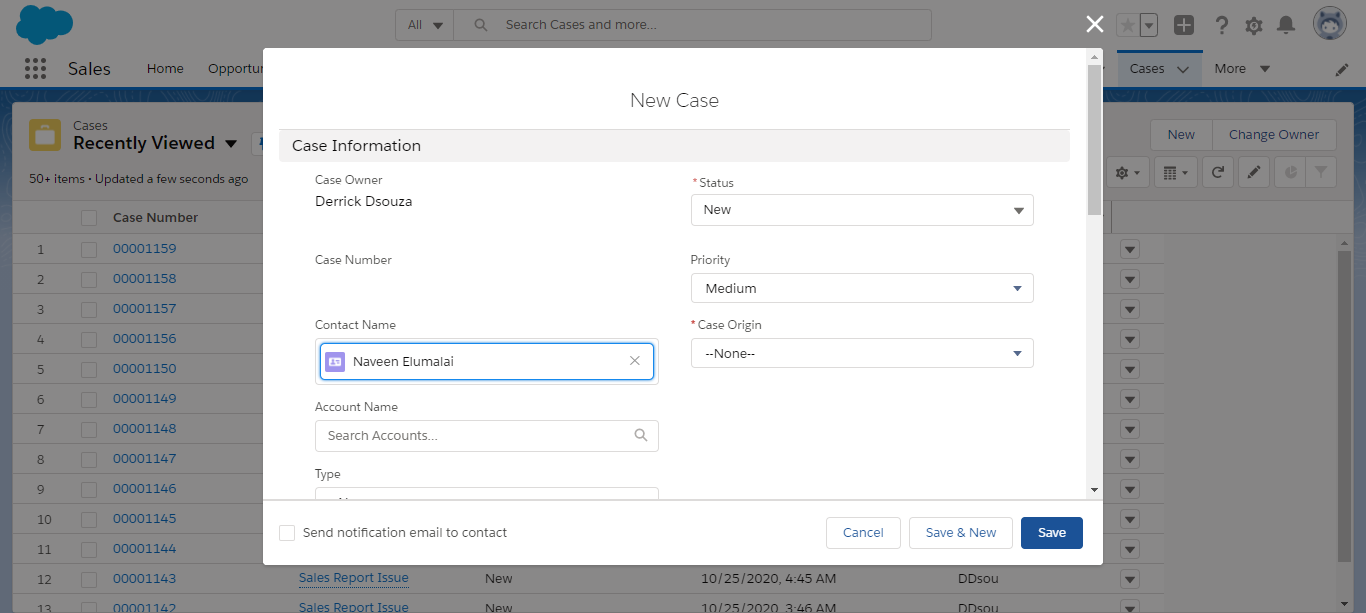 All
Search Cases and more...
Sales
Home
Opportun
Cases
More
Cases
Recently Viewed
50+ items • Updated a few seconds ago
New
Change Owner
Case Number
1
00001159
2
00001158
3
00001157
4
00001156
5
00001150
6
00001149
7
00001148
8
00001147
9
00001146
10
00001145
11
00001144
12
00001143
Sales Report Issue
New
10/25/2020, 4:45 AM
DDsou
13
00001142
Sales Report Issue
New
10/25/2020, 3:46 AM
DDsou
New Case
Case Information
Case Owner
Derrick Dsouza
*Status
New
Case Number
Priority
Medium
Contact Name
Naveen Elumalai
*Case Origin
--None--
Account Name
Search Accounts...
Type
Send notification email to contact
Cancel
Save & New
Save